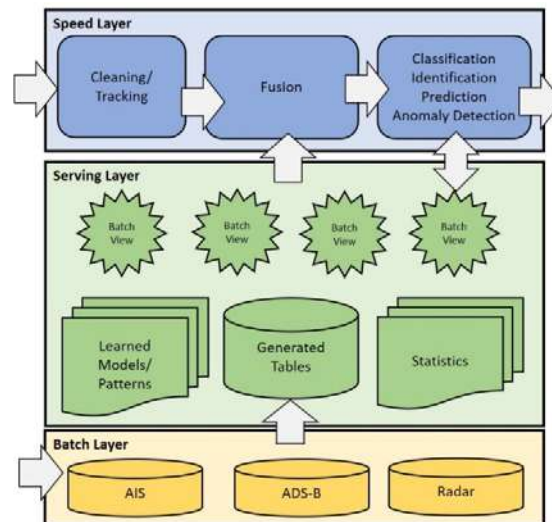 Speed Layer
Cleaning/
Tracking
Fusion
Classification
Identification
Prediction
Anomaly Detection
Serving Layer
Batch
View
Batch
View
Batch
View
Batch
View
Learned
Models/
Patterns
Generated
Tables
Statistics
Batch Layer
AIS
ADS-B
Radar